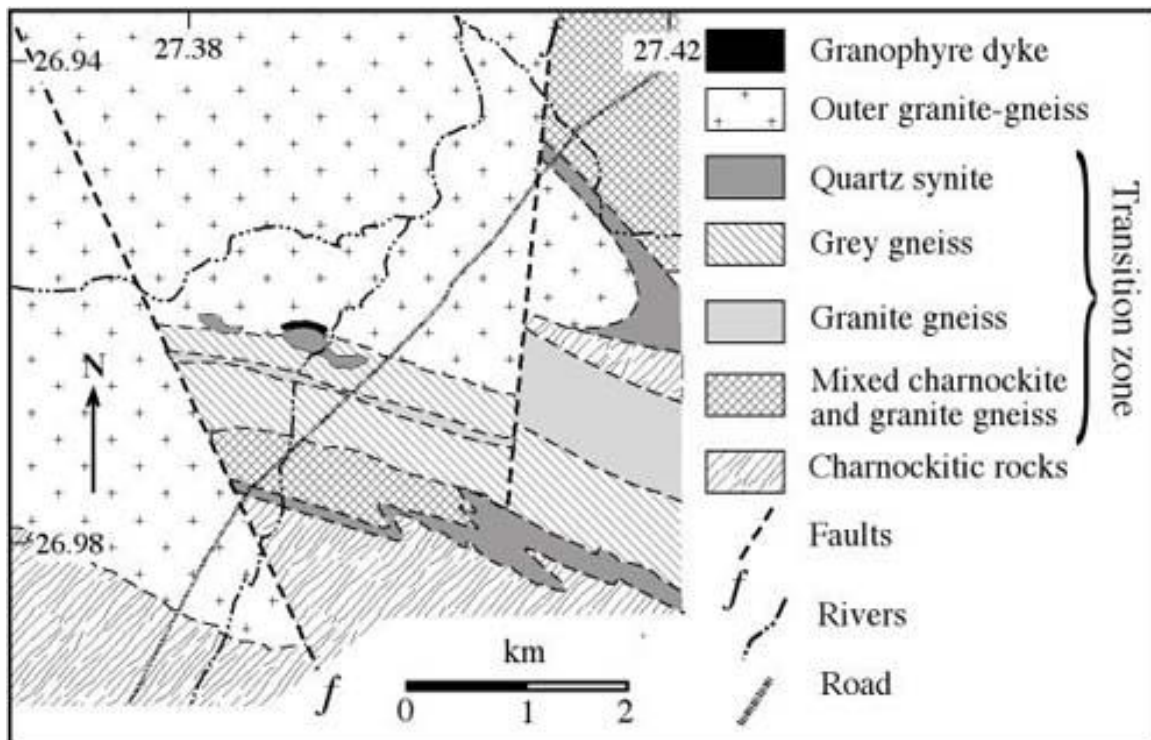 27.38
27.42
26.94
26.98
N
f
f
km
0
1
2
Granophyre dyke
Outer granite-gneiss
Quartz synite
Grey gneiss
Granite gneiss
Mixed charnockite
and granite gneiss
Transition zone
Charnockitic rocks
Faults
f
Rivers
Road